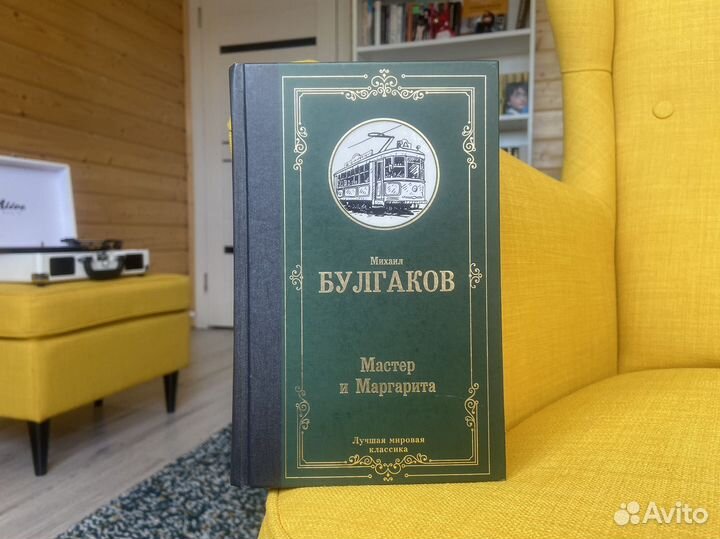 Михаил
БУЛГАКОВ
Мастер
и Маргарита
Лучшая мировая
классика
Avito